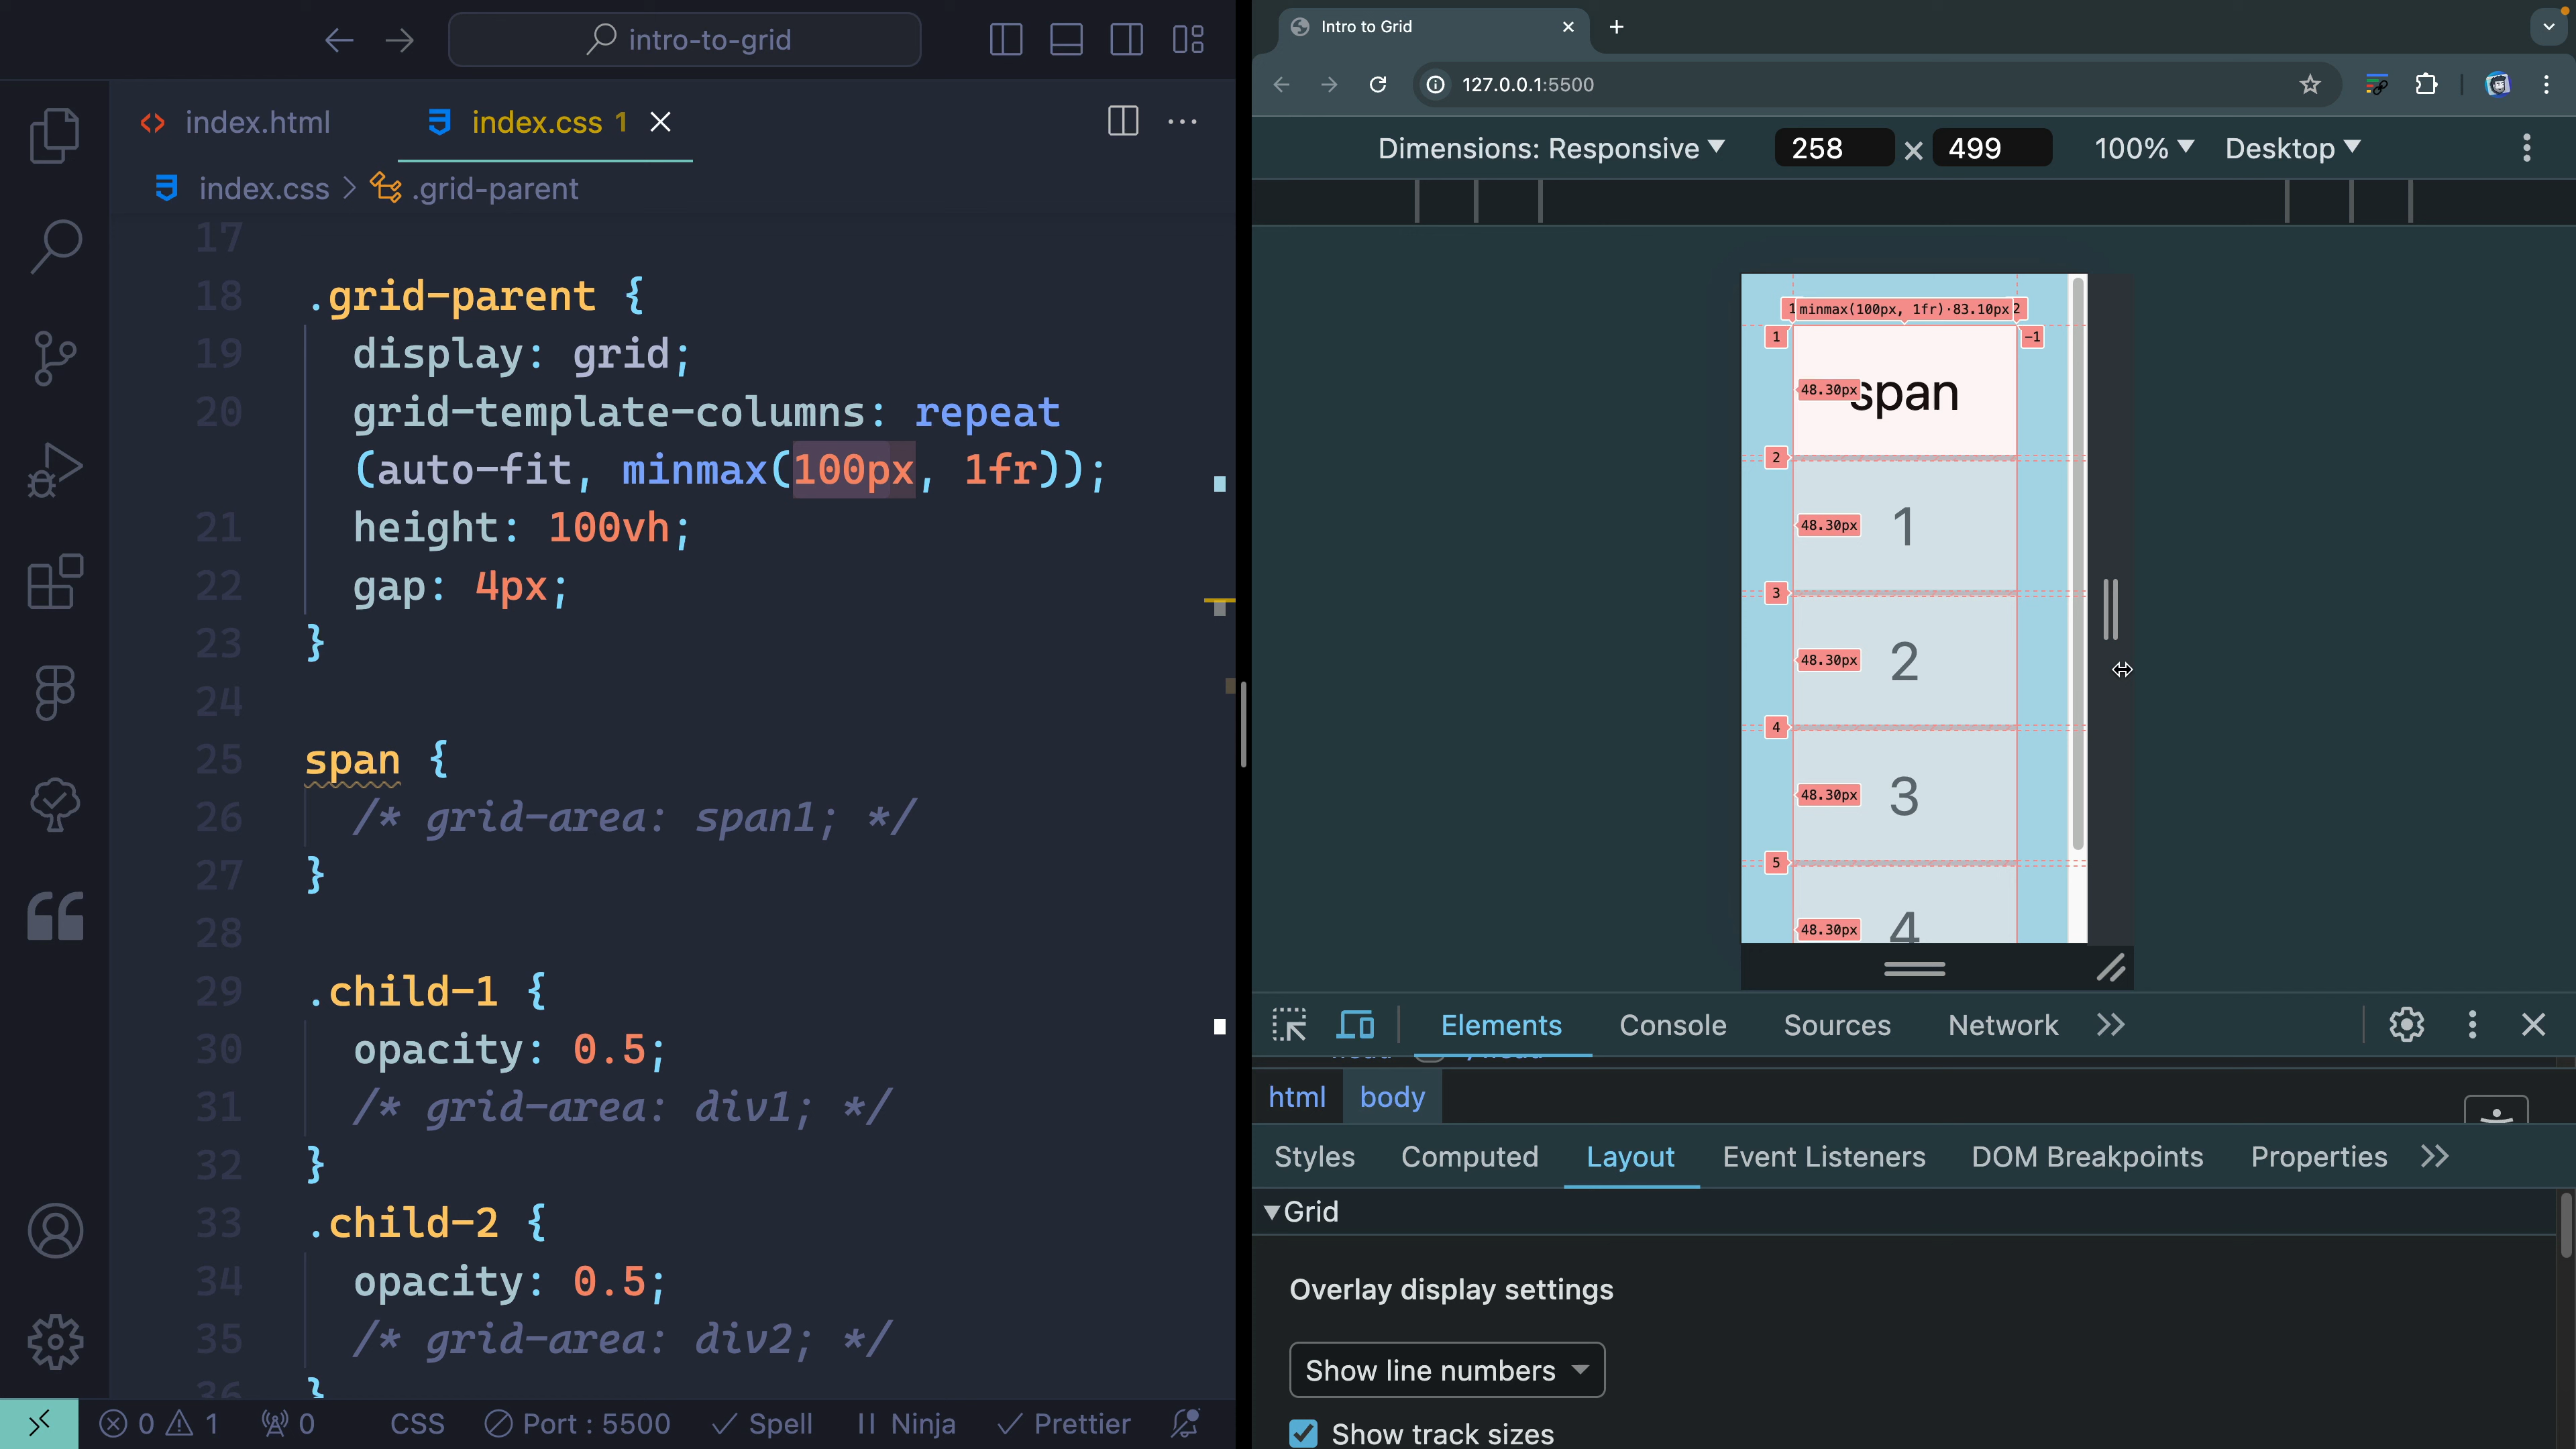 intro-to-grid
index.html
index.css 1
index.css > .grid-parent
17
18 .grid-parent {
19 display: grid;
20 grid-template-columns: repeat
(auto-fit, minmax(100px, 1fr));
21 height: 100vh;
22 gap: 4px;
23 }
24
25 span {
26 /* grid-area: span1; */
27 }
28
29 .child-1 {
30 opacity: 0.5;
31 /* grid-area: div1; */
32 }
33 .child-2 {
34 opacity: 0.5;
35 /* grid-area: div2; */
36 }
0 1 0 CSS Port : 5500 Spell Ninja Prettier
Intro to Grid
127.0.0.1:5500
Dimensions: Responsive 258 × 499 100% Desktop
1 minmax(100px, 1fr)·83.10px 2
1 -1
48.30px span
2
48.30px 1
3
48.30px 2
4
48.30px 3
5
48.30px 4
Elements Console Sources Network
html body
Styles Computed Layout Event Listeners DOM Breakpoints Properties
Grid
Overlay display settings
Show line numbers
Show track sizes